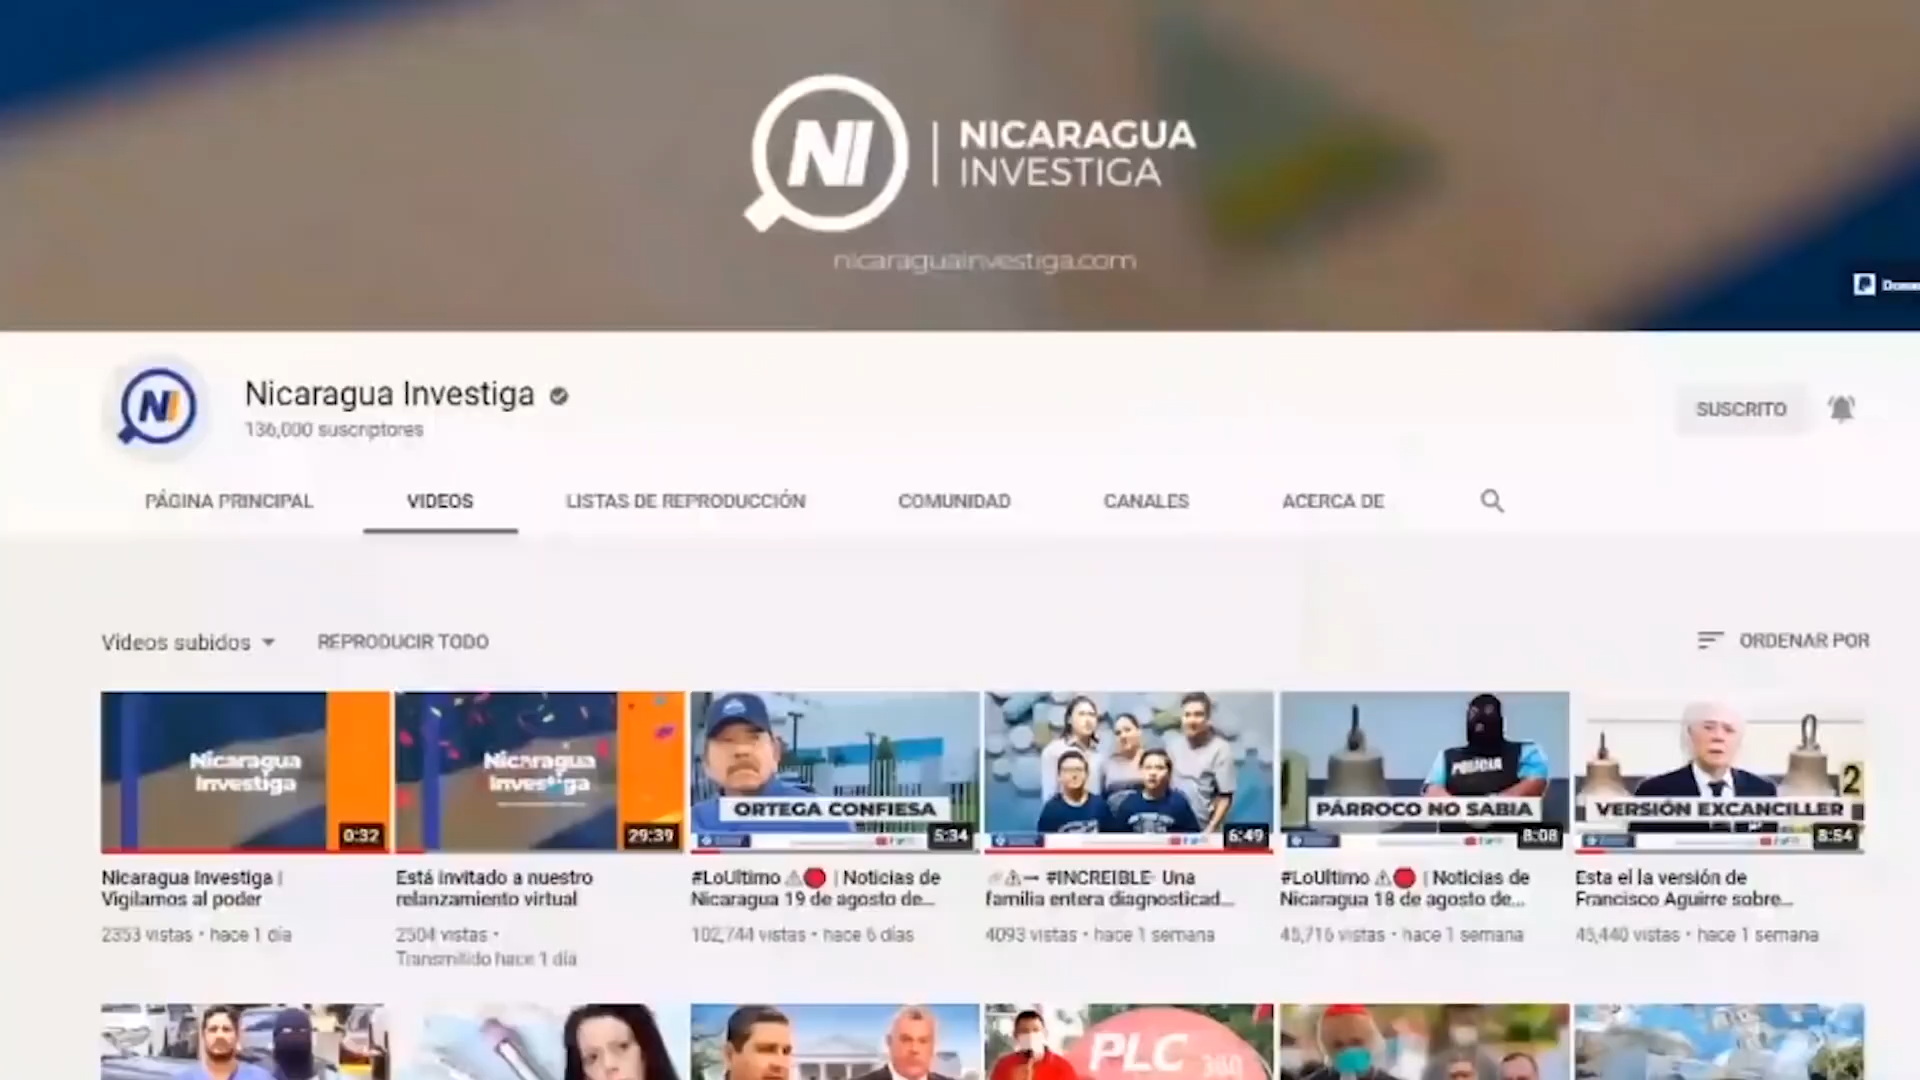 NI
NICARAGUA
INVESTIGA
nicaraguainvestiga.com
NI
Nicaragua Investiga
136,000 suscriptores
SUSCRITO
PÁGINA PRINCIPAL
VIDEOS
LISTAS DE REPRODUCCIÓN
COMUNIDAD
CANALES
ACERCA DE
Videos subidos
REPRODUCIR TODO
ORDENAR POR
Nicaragua
Investiga
0:32
Nicaragua
Investiga
29:39
ORTEGA CONFIESA
5:34
6:49
POLICIA
PÁRROCO NO SABIA
8:08
2
VERSIÓN EXCANCILLER
8:54
Nicaragua Investiga |
Vigilamos al poder
2353 vistas • hace 1 día
Está invitado a nuestro
relanzamiento virtual
2504 vistas •
Transmitido hace 1 día
#LoUltimo ⚠🛑 | Noticias de
Nicaragua 19 de agosto de...
102,744 vistas • hace 6 días
#INCREIBLE- Una
familia entera diagnosticad...
4093 vistas • hace 1 semana
#LoUltimo ⚠🛑 | Noticias de
Nicaragua 18 de agosto de...
45,716 vistas • hace 1 semana
Esta el la versión de
Francisco Aguirre sobre...
45,440 vistas • hace 1 semana
PLC